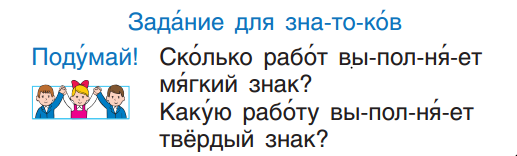 Зада́ние для зна-то-ко́в
Поду́май! Ско́лько рабо́т вы-пол-ня́-ет
мя́гкий знак?
Каку́ю рабо́ту вы-пол-ня́-ет
твёрдый знак?